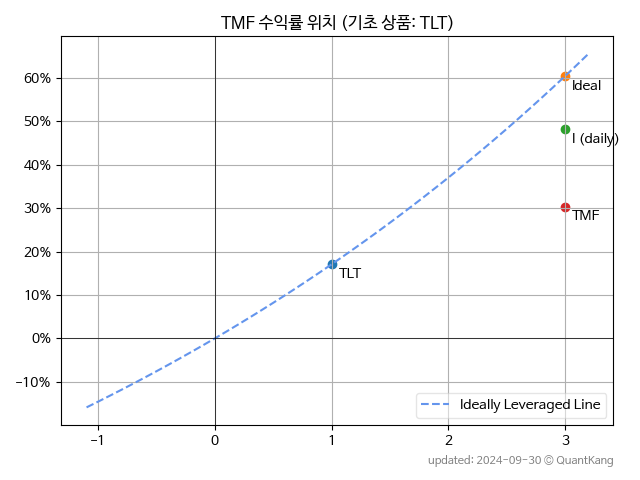 TMF 수익률 위치 (기초 상품: TLT)
60%
50%
40%
30%
20%
10%
0%
−10%
Ideal
I (daily)
TMF
TLT
Ideally Leveraged Line
−1
0
1
2
3
updated: 2024-09-30 © QuantKang